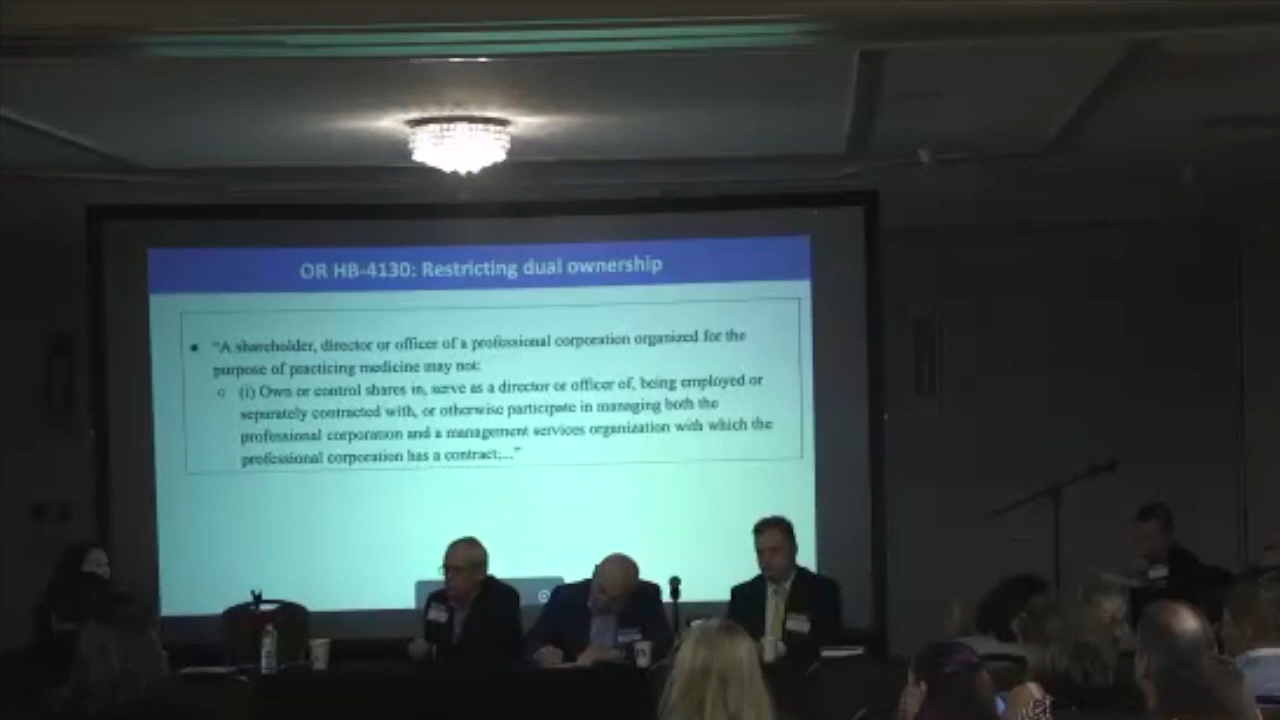 OR HB-4130: Restricting dual ownership
• "A shareholder, director or officer of a professional corporation organized for the
purpose of practicing medicine may not:
○ (i) Own or control shares in, serve as a director or officer of, being employed or
separately contracted with, or otherwise participate in managing both the
professional corporation and a management services organization with which the
professional corporation has a contract;..."